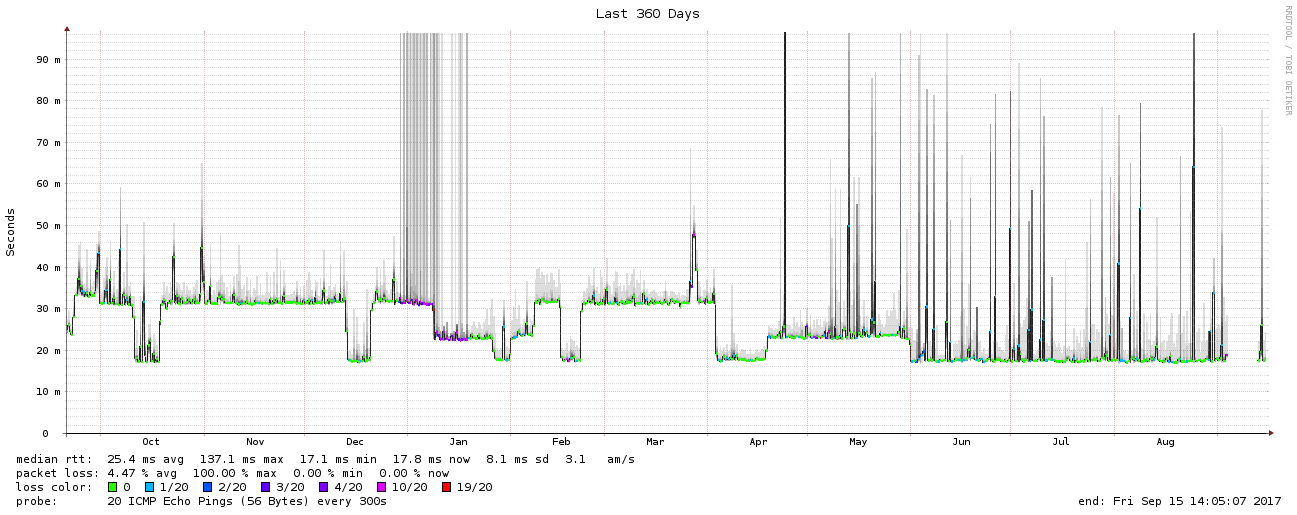 Last 360 Days
RRDTOOL / TOBI OETIKER
Seconds
90 m
80 m
70 m
60 m
50 m
40 m
30 m
20 m
10 m
0
Oct Nov Dec Jan Feb Mar Apr May Jun Jul Aug
median rtt: 25.4 ms avg 137.1 ms max 17.1 ms min 17.8 ms now 8.1 ms sd 3.1 am/s
packet loss: 4.47 % avg 100.00 % max 0.00 % min 0.00 % now
loss color: 0 1/20 2/20 3/20 4/20 10/20 19/20
probe: 20 ICMP Echo Pings (56 Bytes) every 300s end: Fri Sep 15 14:05:07 2017